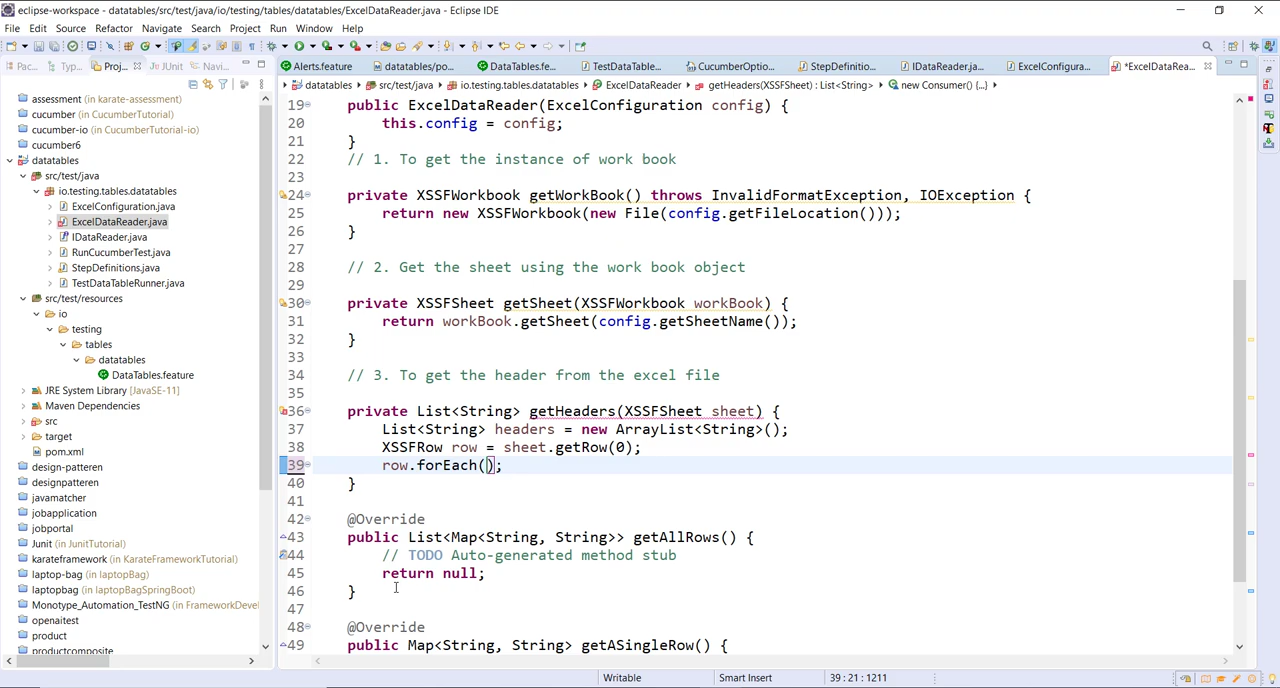 eclipse-workspace - datatables/src/test/java/io/testing/tables/datatables/ExcelDataReader.java - Eclipse IDE
File Edit Source Refactor Navigate Search Project Run Window Help
Pac... Typ... Proj... JUnit Navi...
Alerts.feature datatables/po... DataTables.fe... TestDataTable... CucumberOptio... StepDefinitio... IDataReader.ja... ExcelConfigura... *ExcelDataRea...
datatables src/test/java io.testing.tables.datatables ExcelDataReader getHeaders(XSSFSheet) : List<String> new Consumer() {...}
assessment (in karate-assessment)
cucumber (in CucumberTutorial)
cucumber-io (in CucumberTutorial-io)
cucumber6
datatables
src/test/java
io.testing.tables.datatables
ExcelConfiguration.java
ExcelDataReader.java
IDataReader.java
RunCucumberTest.java
StepDefinitions.java
TestDataTableRunner.java
src/test/resources
io
testing
tables
datatables
DataTables.feature
JRE System Library [JavaSE-11]
Maven Dependencies
src
target
pom.xml
design-patteren
designpatteren
javamatcher
jobapplication
jobportal
Junit (in JUnitTutorial)
karateframework (in KarateFrameworkTutorial)
laptop-bag (in laptopBag)
laptopbag (in laptopBagSpringBoot)
Monotype_Automation_TestNG (in FrameworkDevel
openaitest
product
productcomposite
19 public ExcelDataReader(ExcelConfiguration config) {
20 this.config = config;
21 }
22 // 1. To get the instance of work book
23
24 private XSSFWorkbook getWorkBook() throws InvalidFormatException, IOException {
25 return new XSSFWorkbook(new File(config.getFileLocation()));
26 }
27
28 // 2. Get the sheet using the work book object
29
30 private XSSFSheet getSheet(XSSFWorkbook workBook) {
31 return workBook.getSheet(config.getSheetName());
32 }
33
34 // 3. To get the header from the excel file
35
36 private List<String> getHeaders(XSSFSheet sheet) {
37 List<String> headers = new ArrayList<String>();
38 XSSFRow row = sheet.getRow(0);
39 row.forEach();
40 }
41
42 @Override
43 public List<Map<String, String>> getAllRows() {
44 // TODO Auto-generated method stub
45 return null;
46 }
47
48 @Override
49 public Map<String, String> getASingleRow() {
Writable Smart Insert 39 : 21 : 1211